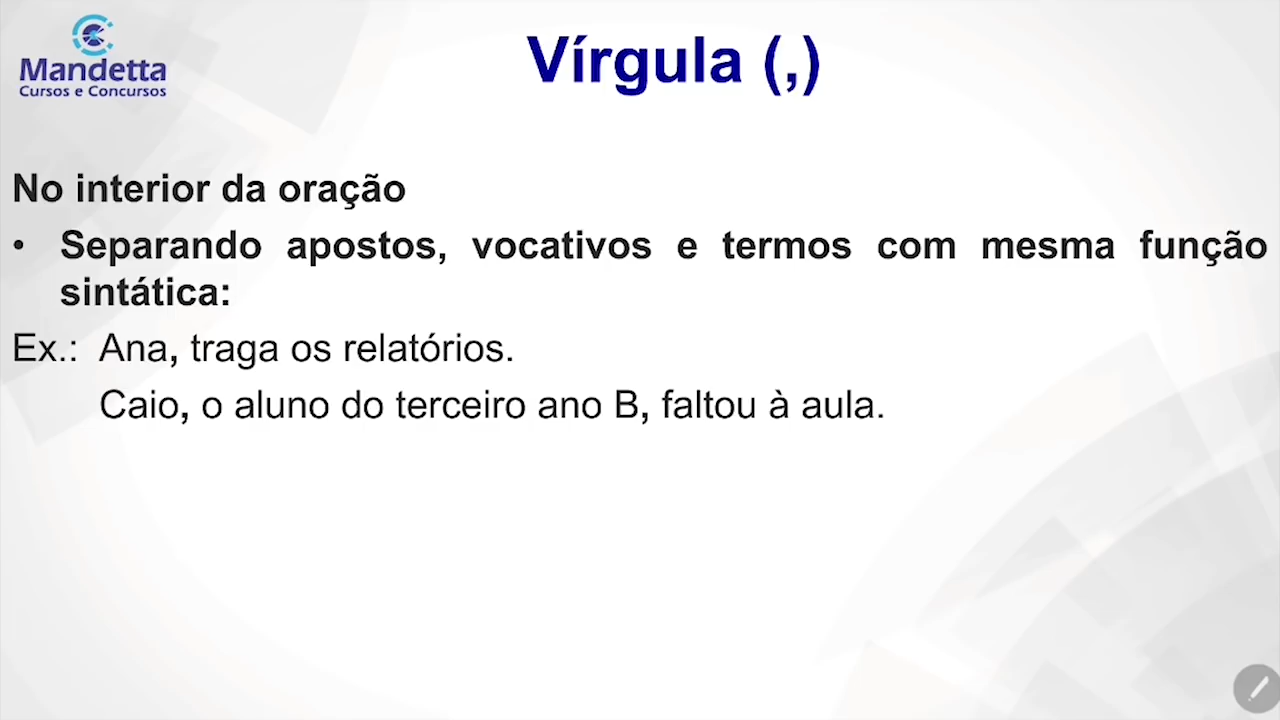 Mandetta
Cursos e Concursos
Vírgula (,)
No interior da oração
• Separando apostos, vocativos e termos com mesma função
sintática:
Ex.: Ana, traga os relatórios.
Caio, o aluno do terceiro ano B, faltou à aula.